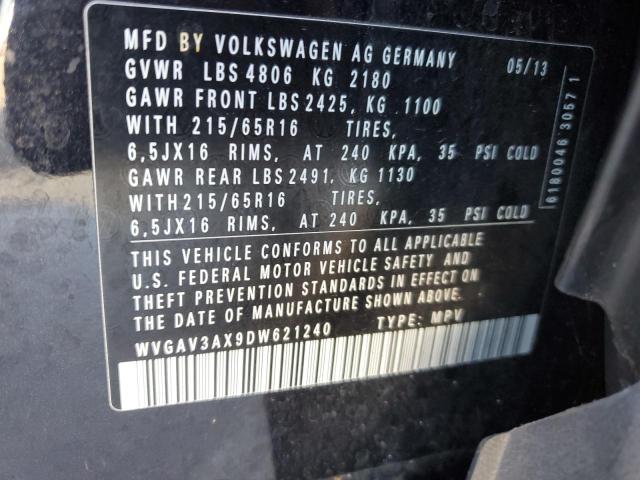 MFD BY VOLKSWAGEN AG GERMANY 05/13
GVWR LBS 4806 KG 2180
GAWR FRONT LBS 2425, KG 1100
WITH 215/65R16 TIRES,
6,5JX16 RIMS, AT 240 KPA, 35 PSI COLD
GAWR REAR LBS 2491, KG 1130
WITH 215/65R16 TIRES,
6,5JX16 RIMS, AT 240 KPA, 35 PSI COLD
THIS VEHICLE CONFORMS TO ALL APPLICABLE
U.S. FEDERAL MOTOR VEHICLE SAFETY AND
THEFT PREVENTION STANDARDS IN EFFECT ON
THE DATE OF MANUFACTURE SHOWN ABOVE.
WVGAV3AX9DW621240 TYPE: MPV
6180046 30571